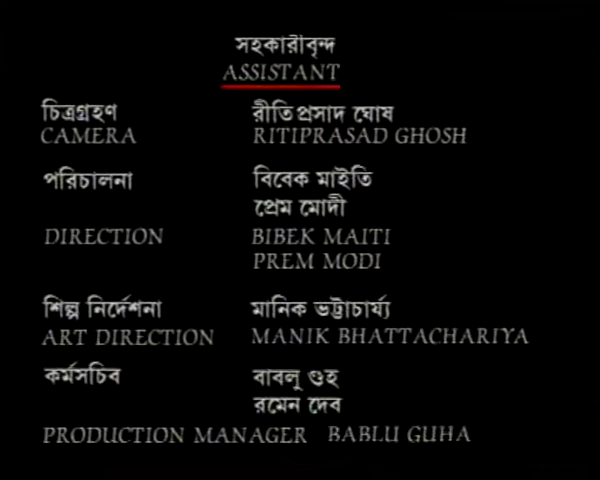 সহকারীবৃন্দ
ASSISTANT
চিত্রগ্রহণ রীতিপ্রসাদ ঘোষ
CAMERA RITIPRASAD GHOSH
পরিচালনা বিবেক মাইতি
প্রেম মোদী
DIRECTION BIBEK MAITI
PREM MODI
শিল্প নির্দেশনা মানিক ভট্টাচার্য্য
ART DIRECTION MANIK BHATTACHARIYA
কর্মসচিব বাবলু গুহ
রমেন দেব
PRODUCTION MANAGER BABLU GUHA